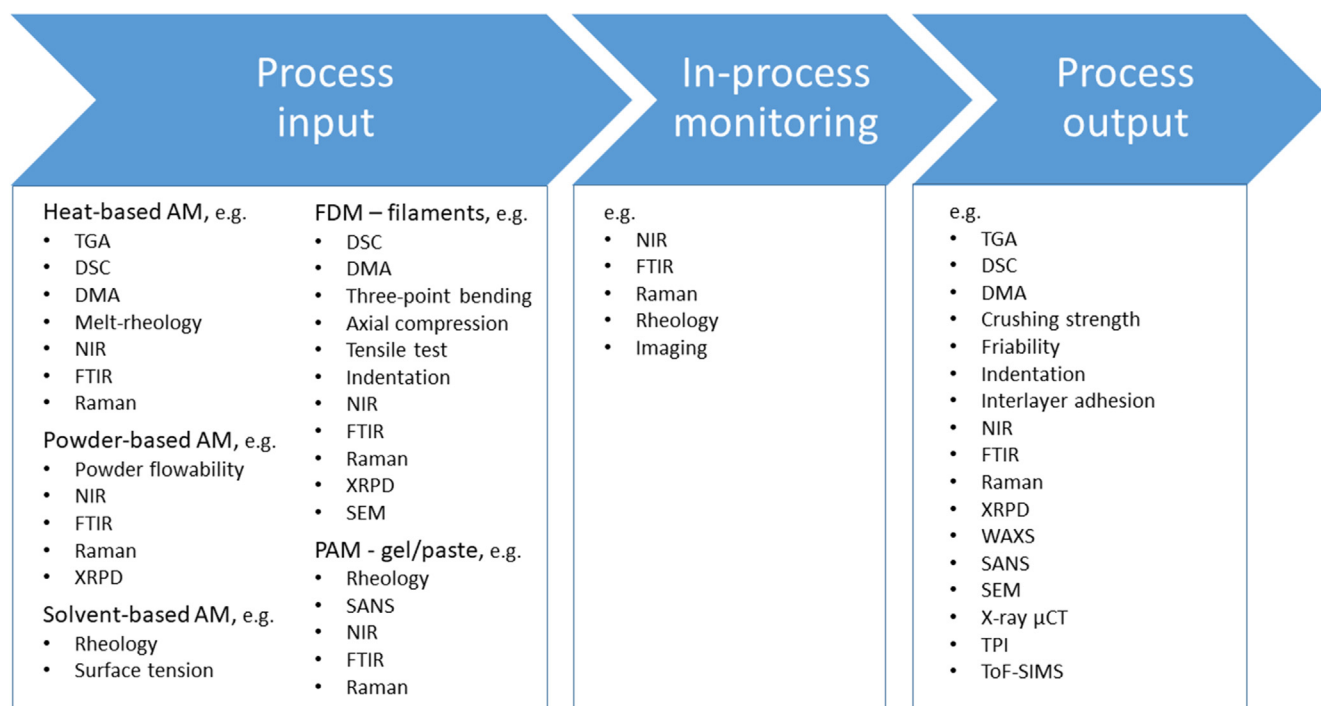 Process
input
In-process
monitoring
Process
output
Heat-based AM, e.g.
• TGA
• DSC
• DMA
• Melt-rheology
• NIR
• FTIR
• Raman
Powder-based AM, e.g.
• Powder flowability
• NIR
• FTIR
• Raman
• XRPD
Solvent-based AM, e.g.
• Rheology
• Surface tension
FDM – filaments, e.g.
• DSC
• DMA
• Three-point bending
• Axial compression
• Tensile test
• Indentation
• NIR
• FTIR
• Raman
• XRPD
• SEM
PAM - gel/paste, e.g.
• Rheology
• SANS
• NIR
• FTIR
• Raman
e.g.
• NIR
• FTIR
• Raman
• Rheology
• Imaging
e.g.
• TGA
• DSC
• DMA
• Crushing strength
• Friability
• Indentation
• Interlayer adhesion
• NIR
• FTIR
• Raman
• XRPD
• WAXS
• SANS
• SEM
• X-ray μCT
• TPI
• ToF-SIMS